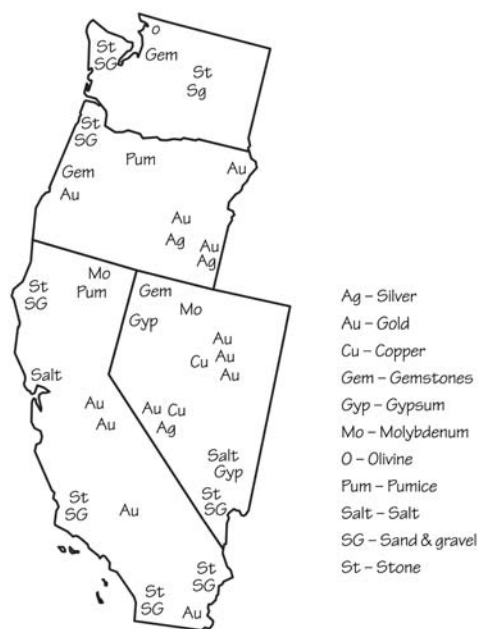 O
St
SG
Gem
St
Sg
St
SG
Pum
Au
Gem
Au
Au
Ag
Au
Ag
Mo
St
SG
Pum
Gem
Mo
Gyp
Au
Cu
Au
Au
Salt
Au
Au
Au
Cu
Ag
Salt
Gyp
St
SG
St
SG
Au
St
SG
St
SG
Au
Ag – Silver
Au – Gold
Cu – Copper
Gem – Gemstones
Gyp – Gypsum
Mo – Molybdenum
O – Olivine
Pum – Pumice
Salt – Salt
SG – Sand & gravel
St – Stone